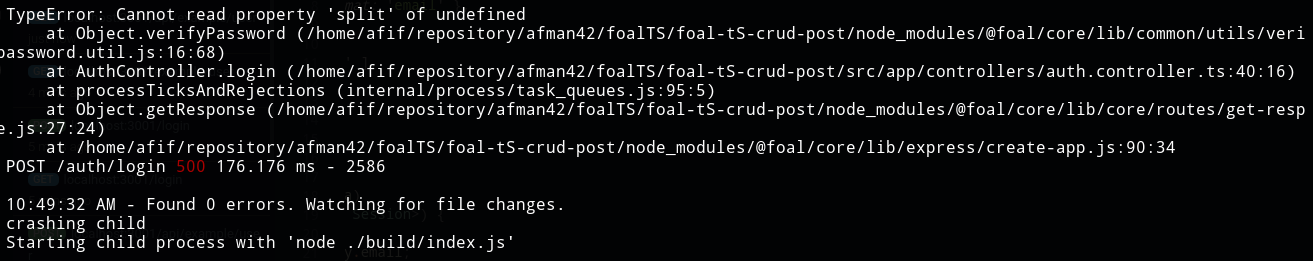 TypeError: Cannot read property 'split' of undefined
at Object.verifyPassword (/home/afif/repository/afman42/foalTS/foal-tS-crud-post/node_modules/@foal/core/lib/common/utils/veri
password.util.js:16:68)
at AuthController.login (/home/afif/repository/afman42/foalTS/foal-tS-crud-post/src/app/controllers/auth.controller.ts:40:16)
at processTicksAndRejections (internal/process/task_queues.js:95:5)
at Object.getResponse (/home/afif/repository/afman42/foalTS/foal-tS-crud-post/node_modules/@foal/core/lib/core/routes/get-resp
e.js:27:24)
at /home/afif/repository/afman42/foalTS/foal-tS-crud-post/node_modules/@foal/core/lib/express/create-app.js:90:34
POST /auth/login 500 176.176 ms - 2586
10:49:32 AM - Found 0 errors. Watching for file changes.
crashing child
Starting child process with 'node ./build/index.js'